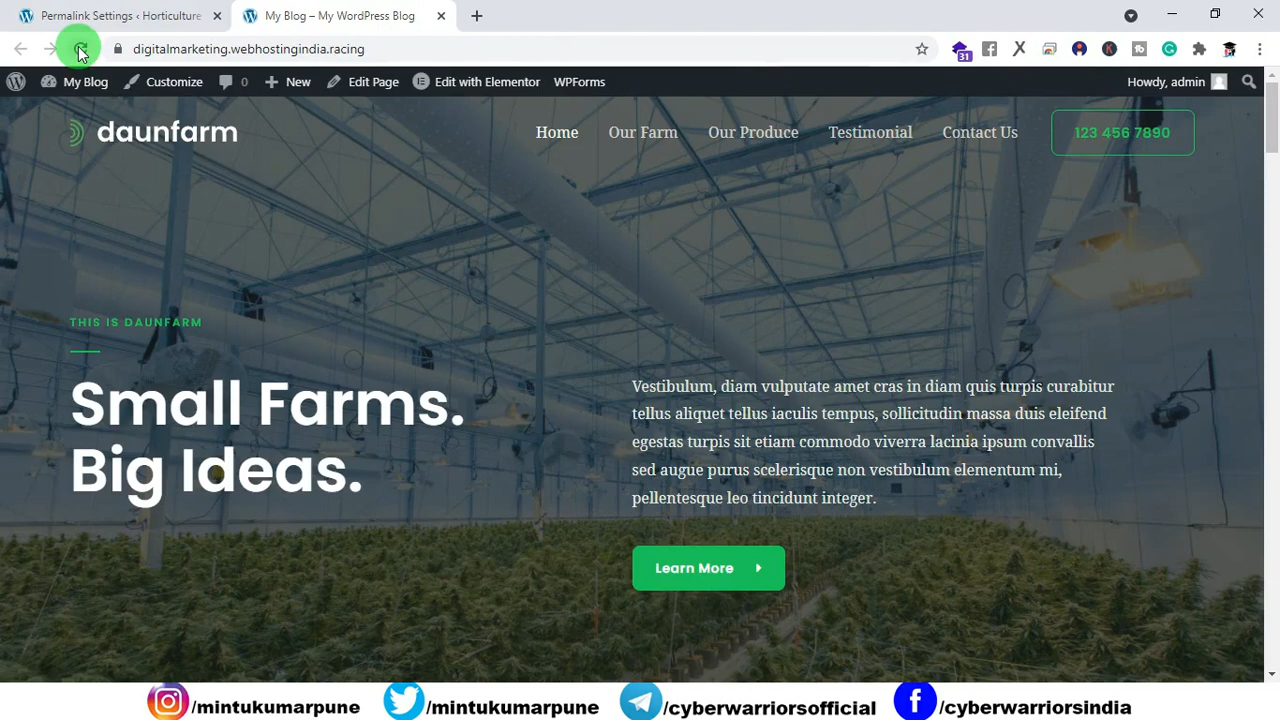 Permalink Settings ‹ Horticulture
My Blog – My WordPress Blog
digitalmarketing.webhostingindia.racing
31
K
My Blog
Customize
0
New
Edit Page
Edit with Elementor
WPForms
Howdy, admin
daunfarm
Home
Our Farm
Our Produce
Testimonial
Contact Us
123 456 7890
THIS IS DAUNFARM
Small Farms.
Big Ideas.
Vestibulum, diam vulputate amet cras in diam quis turpis curabitur
tellus aliquet tellus iaculis tempus, sollicitudin massa duis eleifend
egestas turpis sit etiam commodo viverra lacinia ipsum convallis
sed augue purus scelerisque non vestibulum elementum mi,
pellentesque leo tincidunt integer.
Learn More
/mintukumarpune
/mintukumarpune
/cyberwarriorsofficial
/cyberwarriorsindia